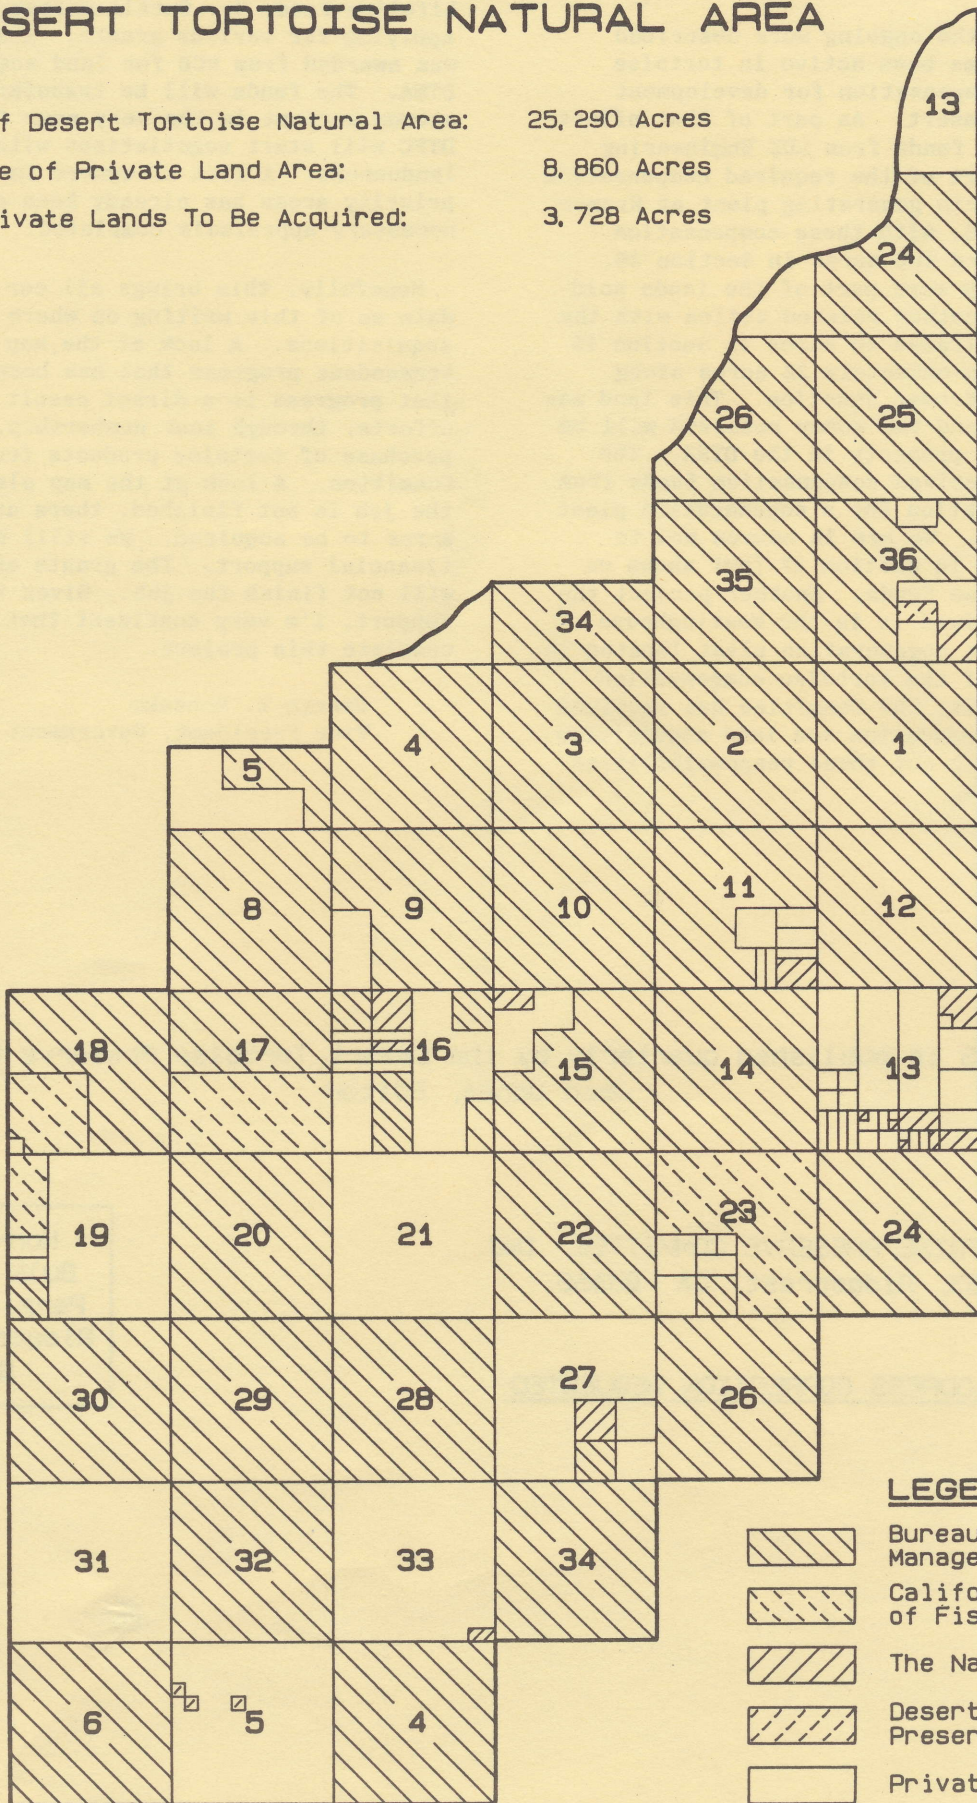 SERT TORTOISE NATURAL AREA
f Desert Tortoise Natural Area: 25,290 Acres
e of Private Land Area: 8,860 Acres
ivate Lands To Be Acquired: 3,728 Acres
13
24
26 25
35 36
34
4 3 2 1
5
8 9 10 11 12
18 17 16 15 14 13
19 20 21 22 23 24
30 29 28 27 26
31 32 33 34
6 5 4
LEGE
Bureau
Manage
Califo
of Fis
The Na
Desert
Preser
Privat